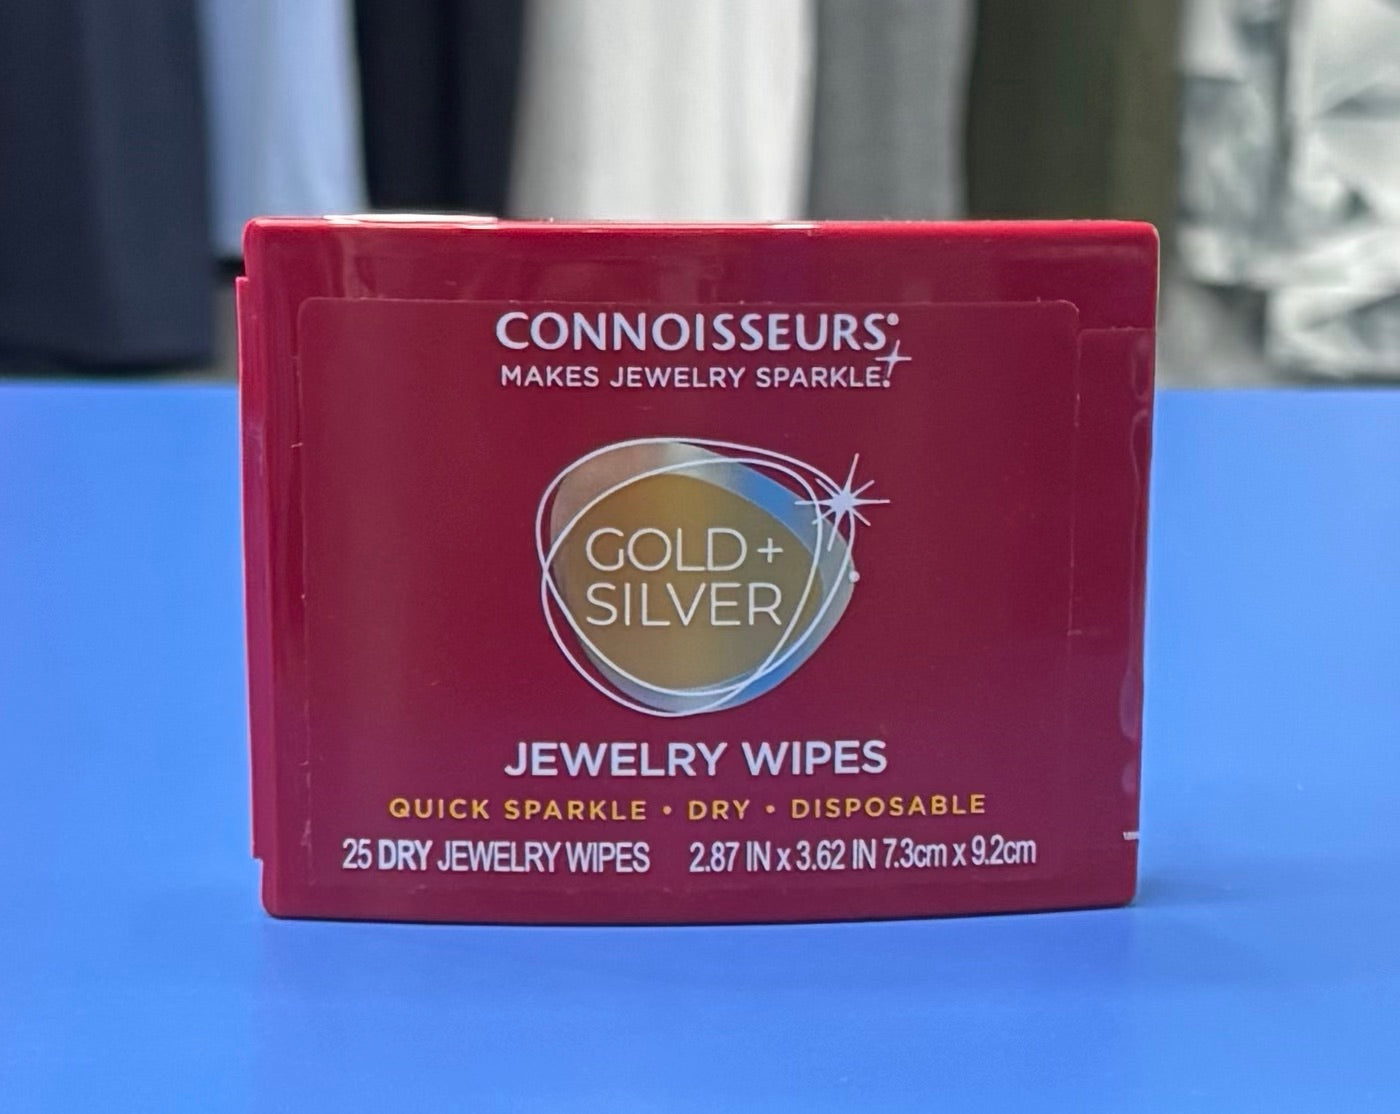 CONNOISSEURS®
MAKES JEWELRY SPARKLE!
GOLD +
SILVER
JEWELRY WIPES
QUICK SPARKLE • DRY • DISPOSABLE
25 DRY JEWELRY WIPES 2.87 IN x 3.62 IN 7.3cm x 9.2cm